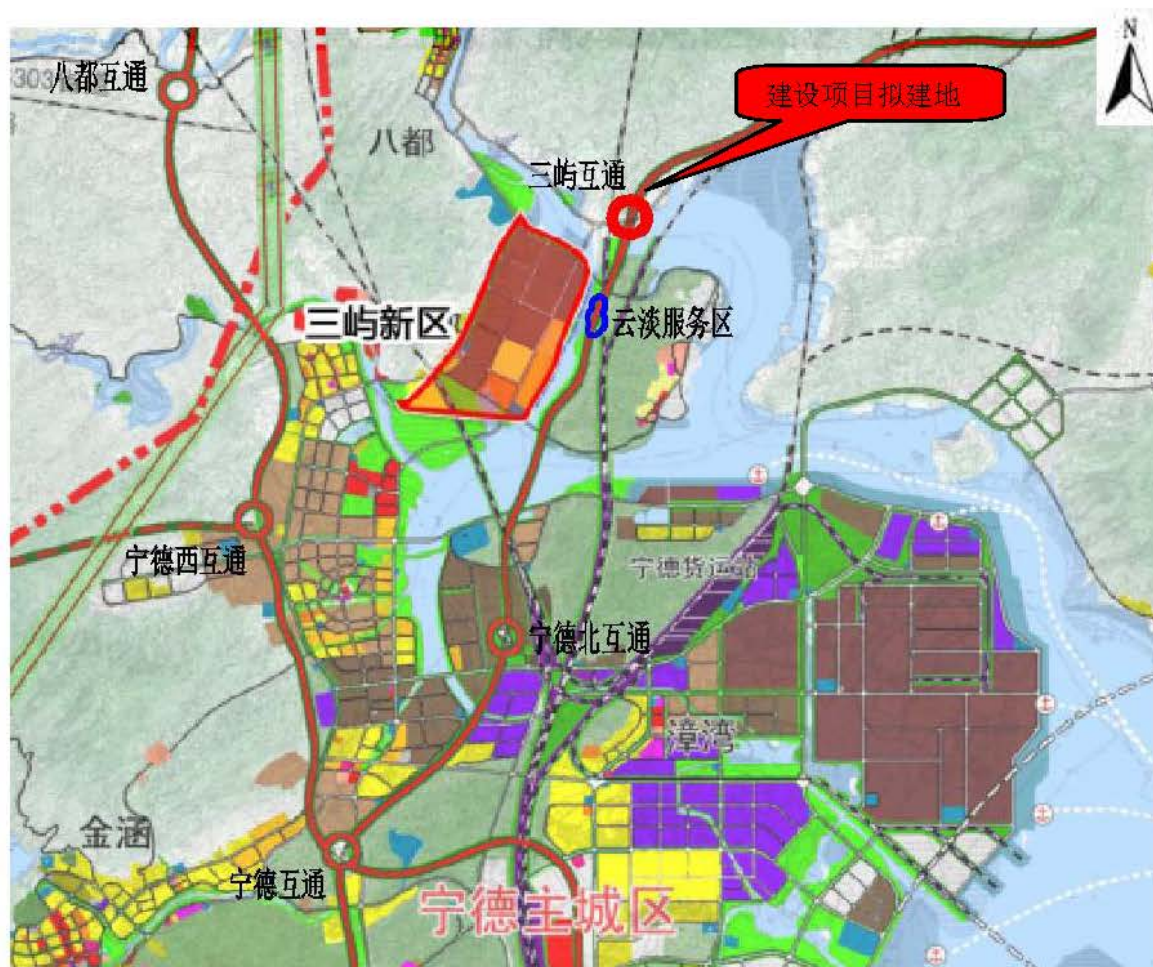 N
八都互通
建设项目拟建地
八都
三屿互通
三屿新区
云淡服务区
宁德西互通
宁德货运站
宁德北互通
漳湾
金涵
宁德互通
宁德主城区